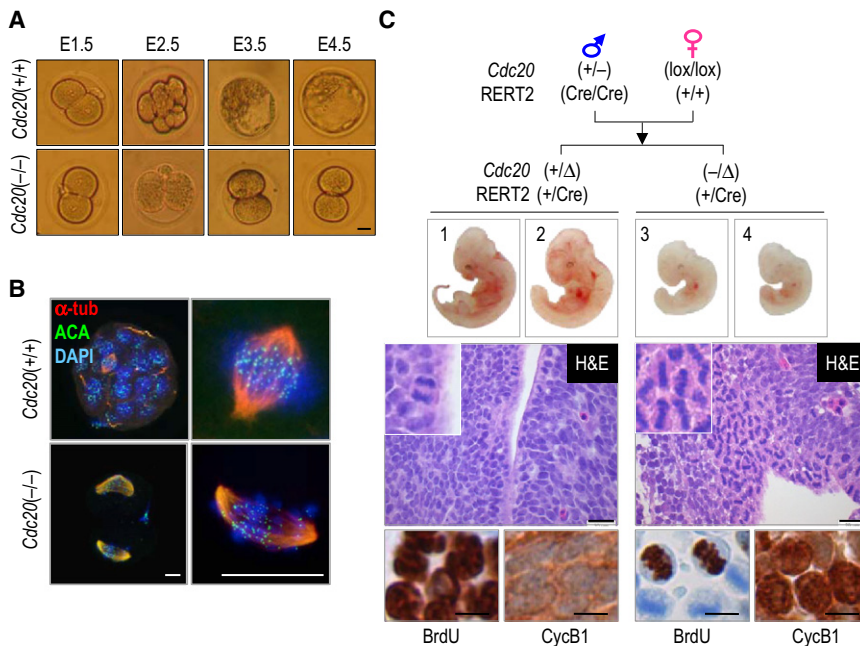 A
E1.5 E2.5 E3.5 E4.5
Cdc20(+/+)
Cdc20(–/–)
B
α-tub
ACA
DAPI
Cdc20(+/+)
Cdc20(–/–)
C
♂ ♀
Cdc20 (+/–) (lox/lox)
RERT2 (Cre/Cre) (+/+)
Cdc20 (+/Δ) (–/Δ)
RERT2 (+/Cre) (+/Cre)
1 2 3 4
H&E H&E
BrdU CycB1 BrdU CycB1